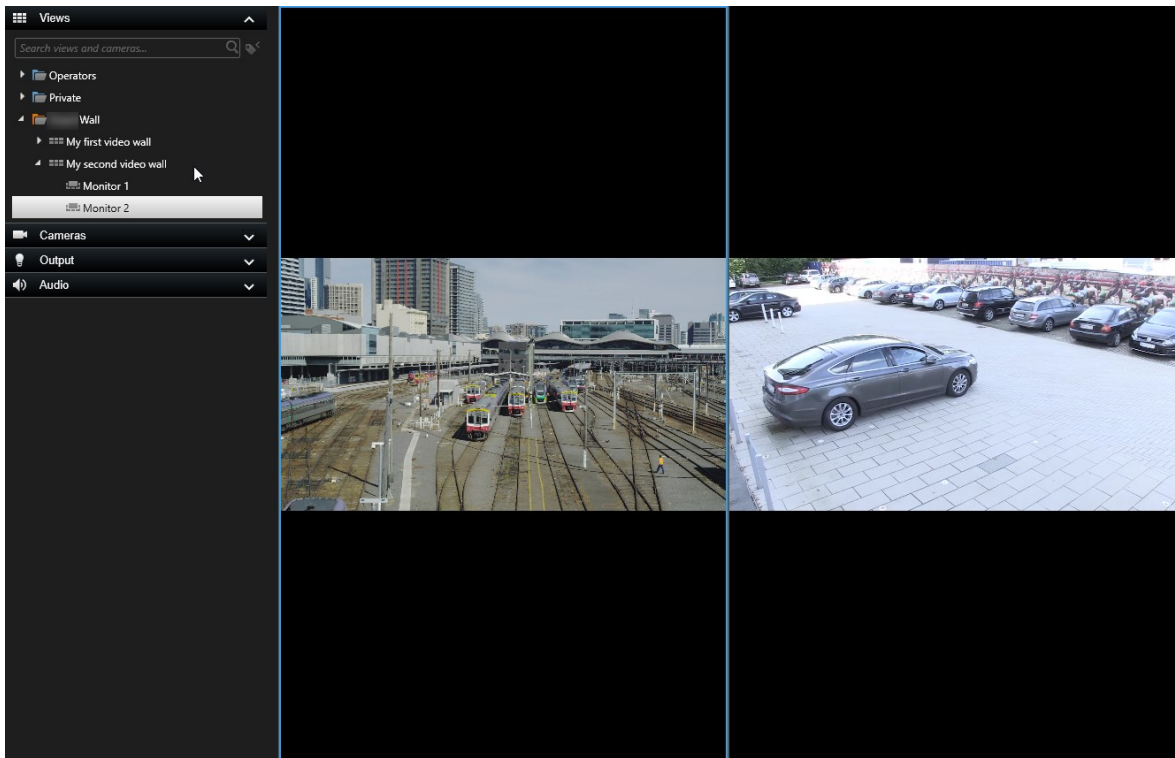 Views
Search views and cameras...
Operators
Private
Wall
My first video wall
My second video wall
Monitor 1
Monitor 2
Cameras
Output
Audio